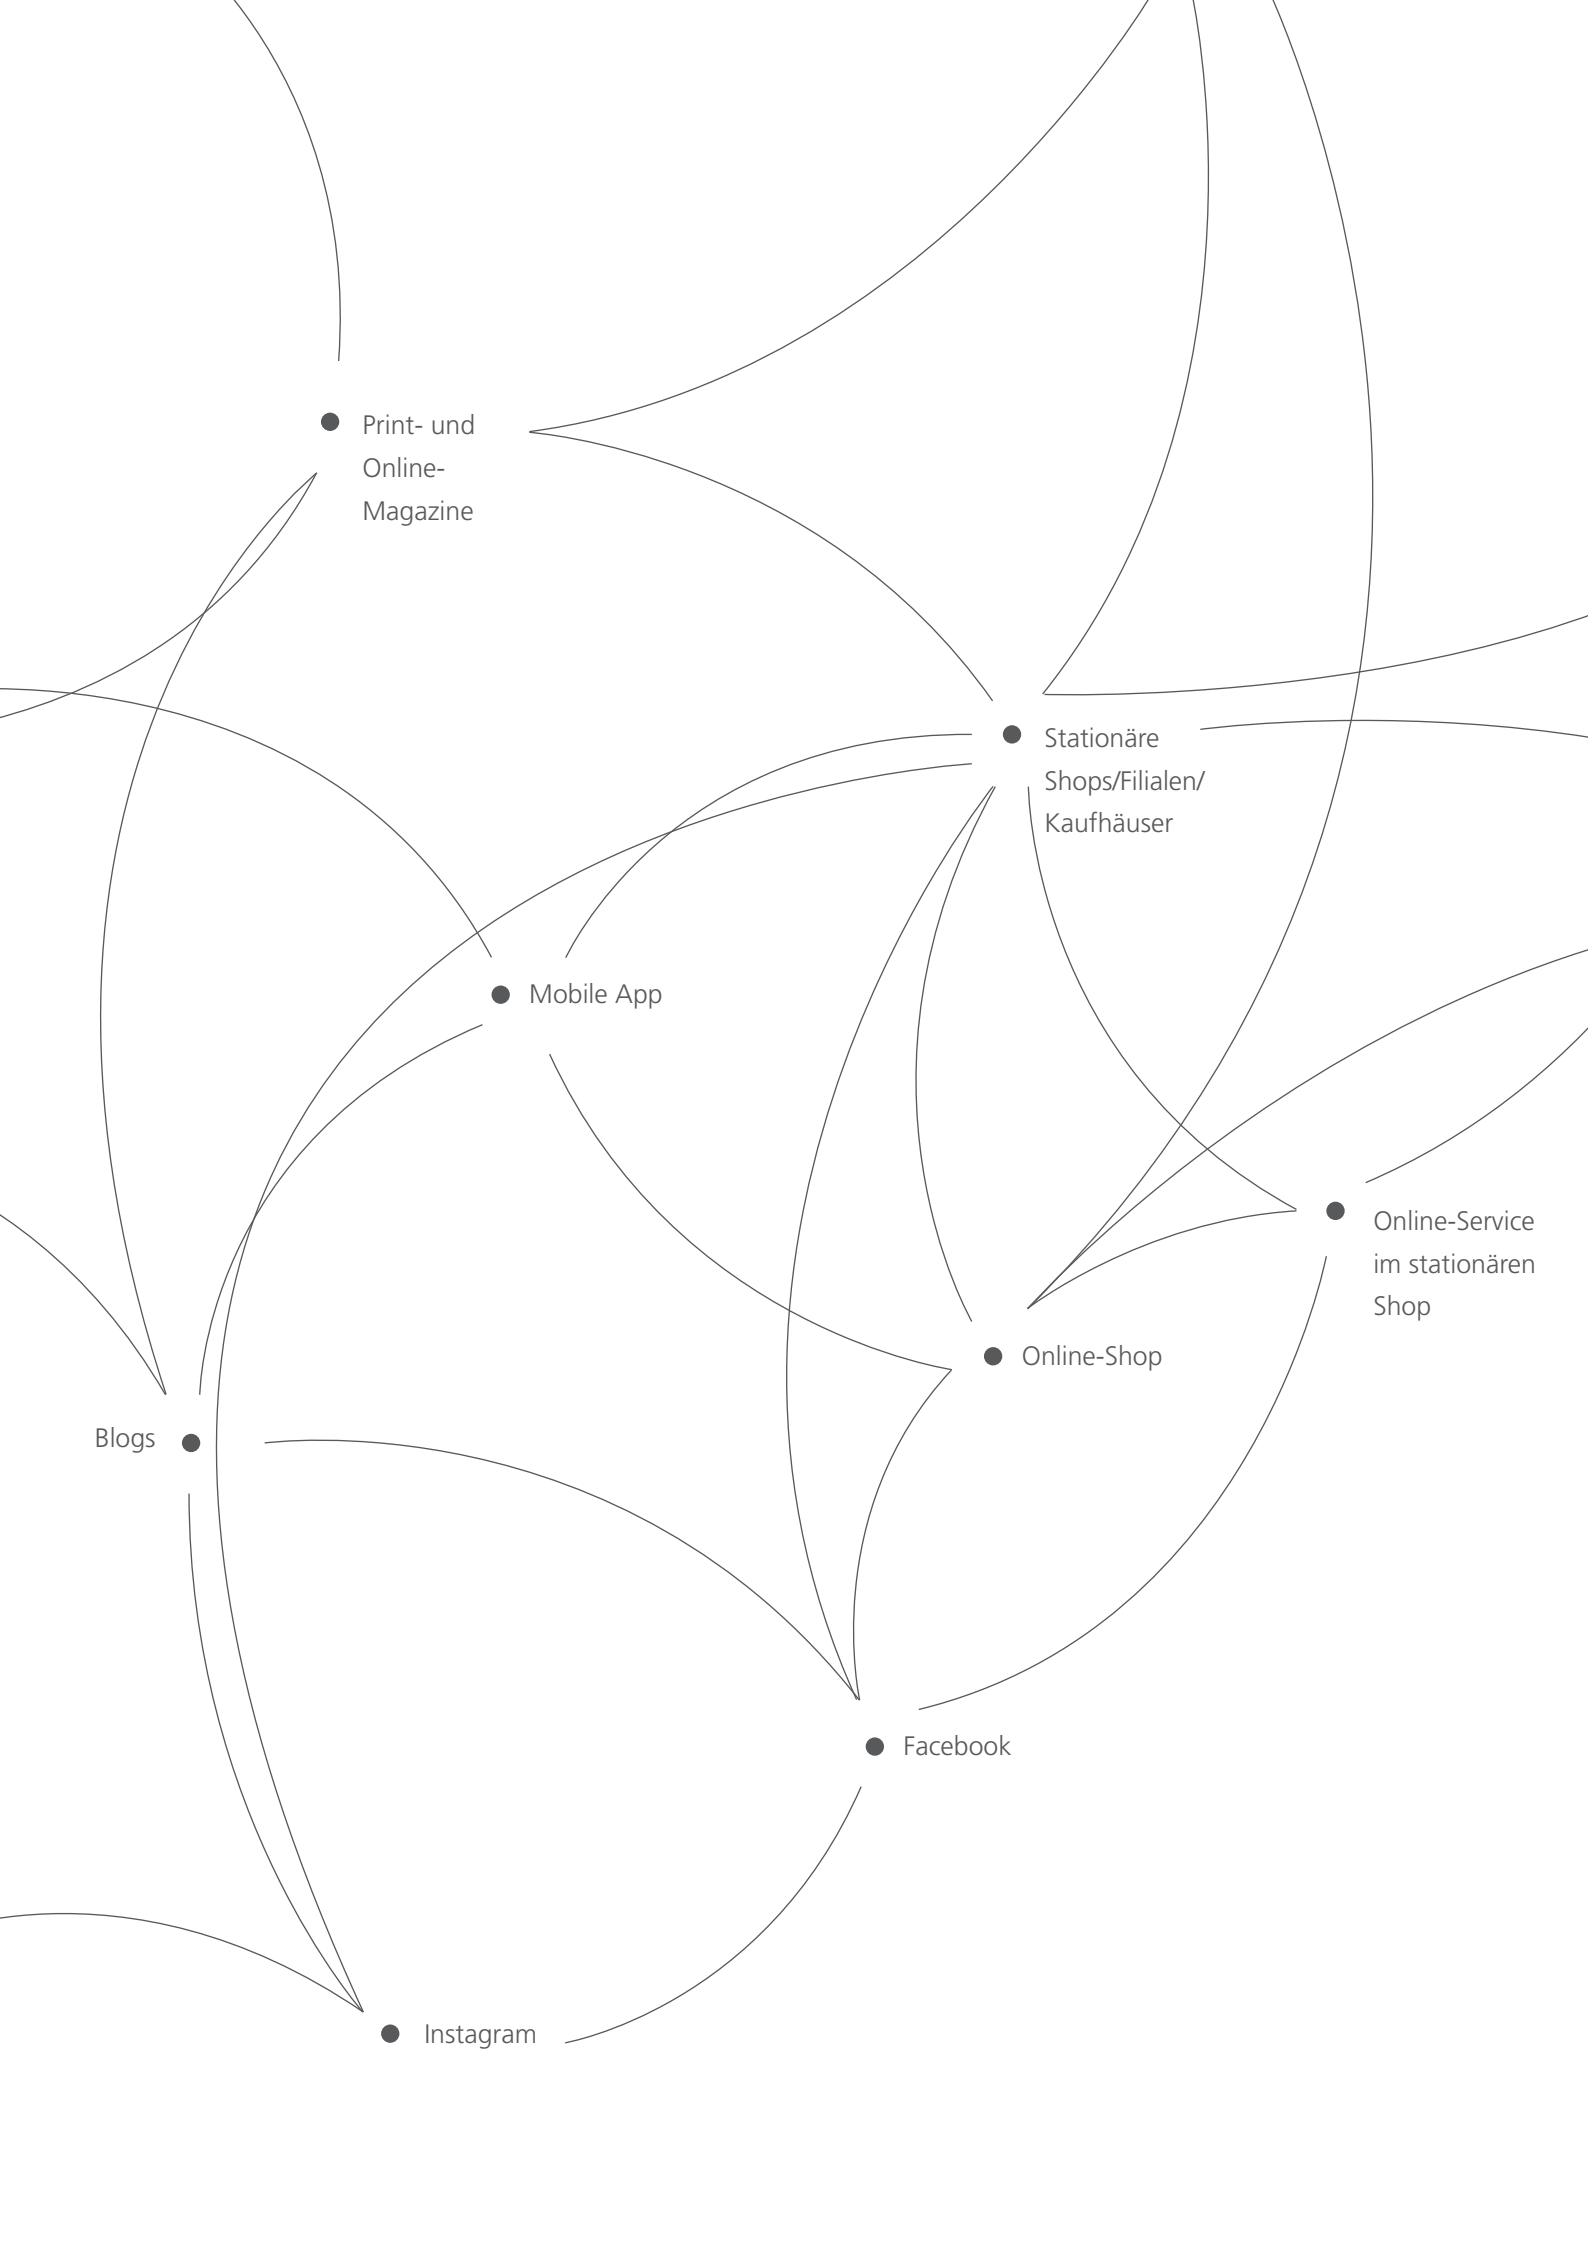 Print- und
Online-
Magazine
Stationäre
Shops/Filialen/
Kaufhäuser
Mobile App
Online-Service
im stationären
Shop
Online-Shop
Blogs
Facebook
Instagram